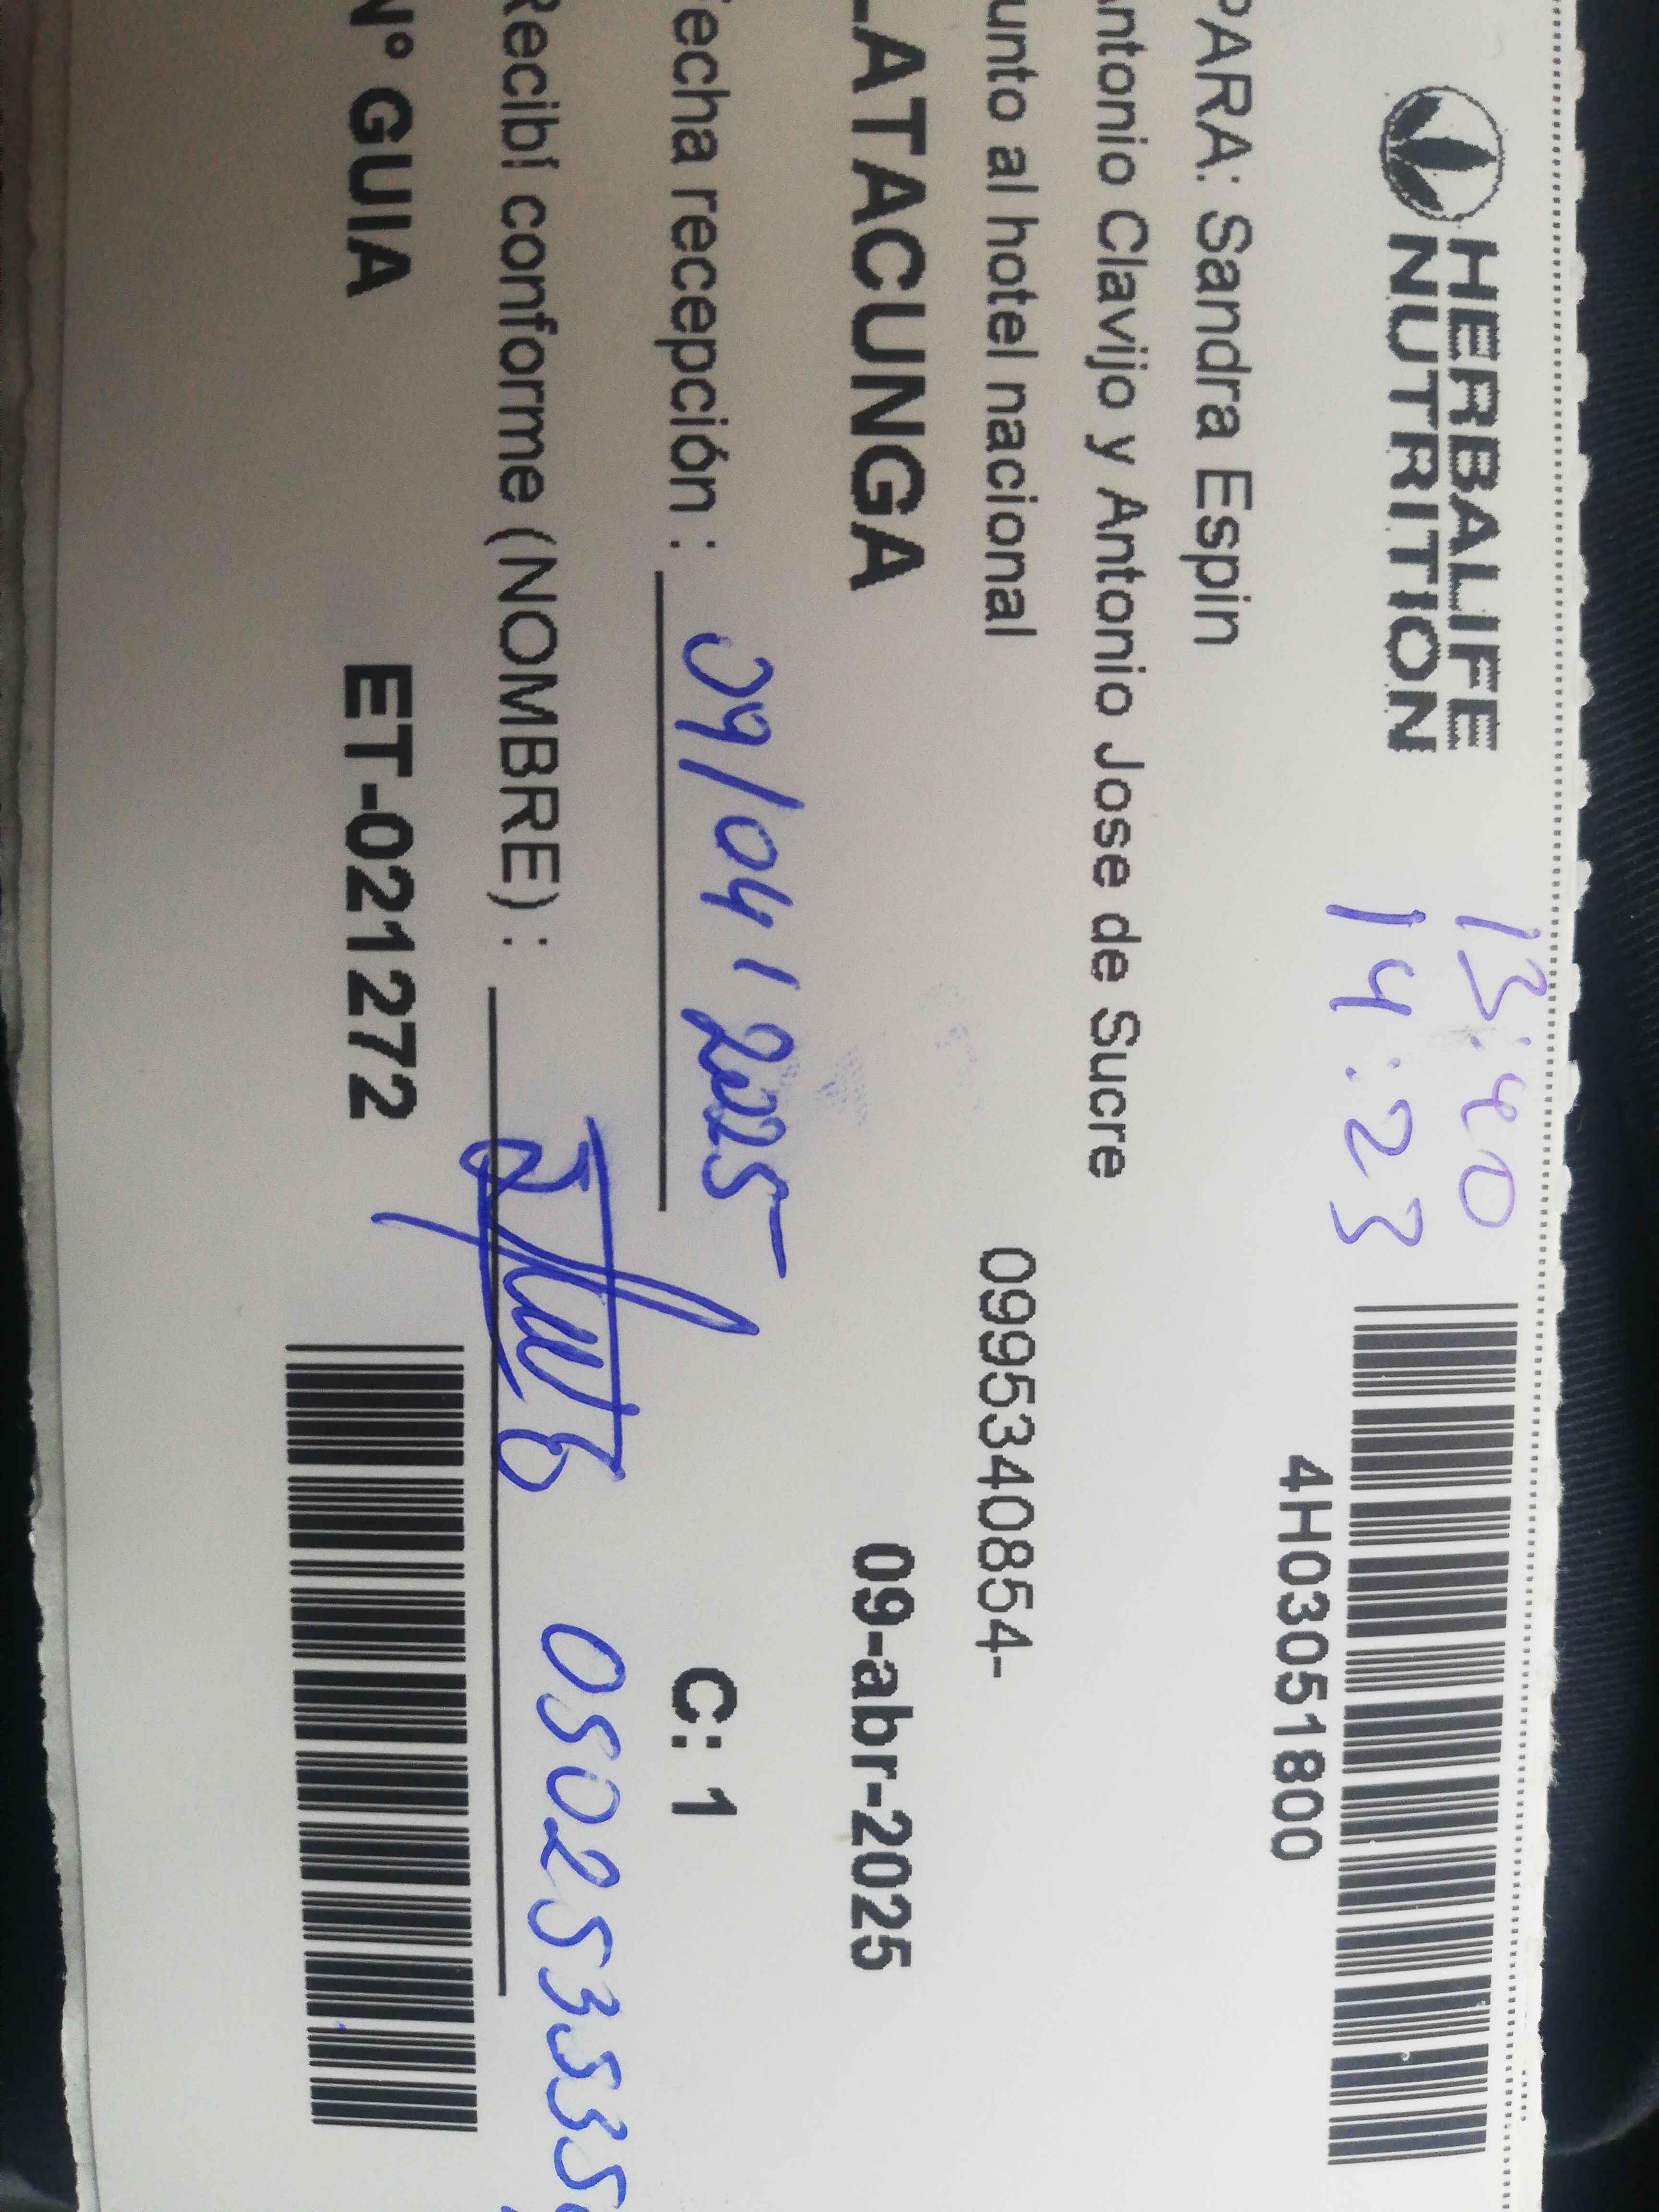 HERBALIFE
NUTRITION
13:40
14:23
4H03051800
PARA: Sandra Espin
Antonio Clavijo y Antonio Jose de Sucre
junto al hotel nacional 0995340854-
LATACUNGA 09-abr-2025
Fecha recepción : 09/04/2025 C: 1
Recibí conforme (NOMBRE) :
N° GUIA ET-021272